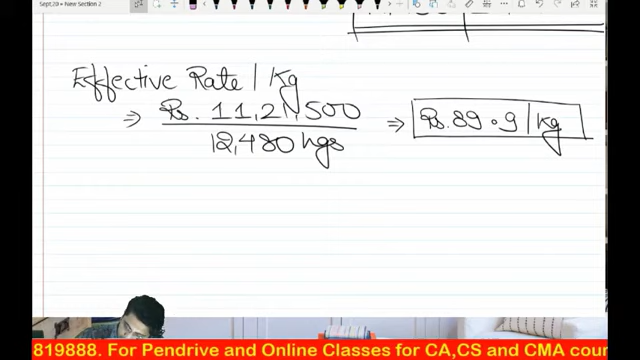 Sept.20 » New Section 2
Effective Rate / Kg
⇒ Rs. 11,21,500
12,480 kgs
⇒ Rs. 89.9 / kg
819888. For Pendrive and Online Classes for CA,CS and CMA cour